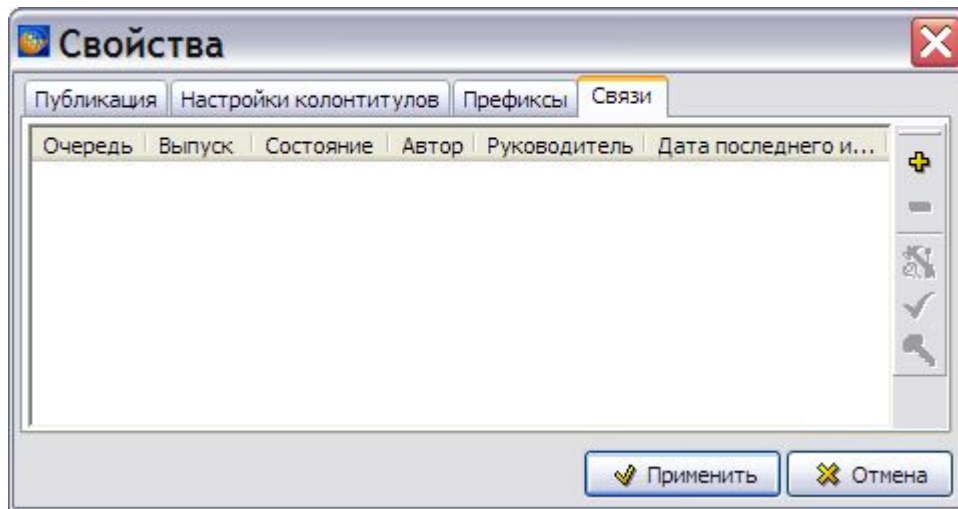 Свойства
Публикация Настройки колонтитулов Префиксы Связи
Очередь Выпуск Состояние Автор Руководитель Дата последнего и...
Применить Отмена